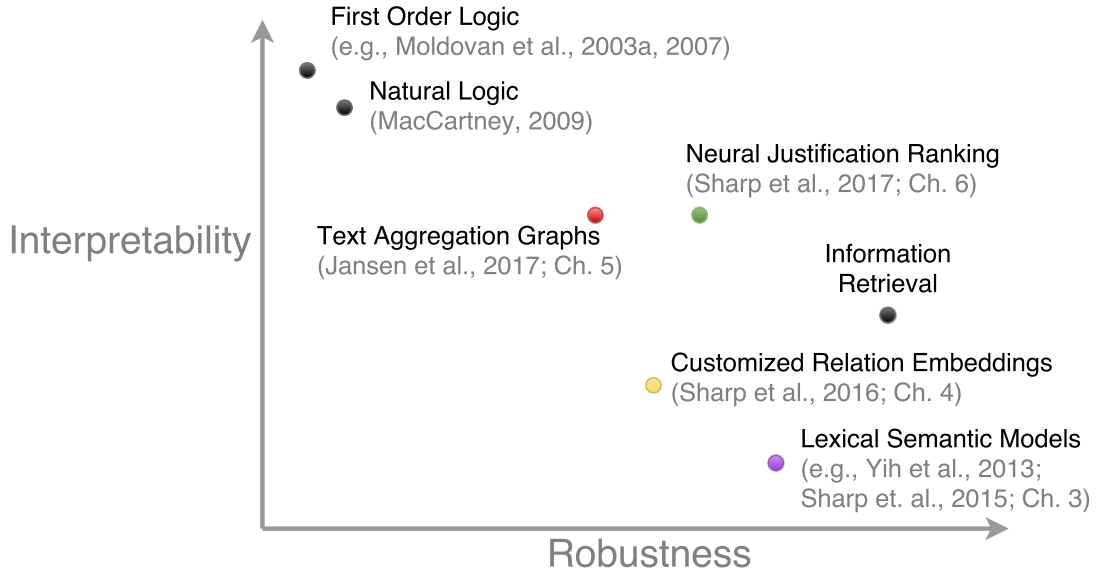 First Order Logic
(e.g., Moldovan et al., 2003a, 2007)
Natural Logic
(MacCartney, 2009)
Neural Justification Ranking
(Sharp et al., 2017; Ch. 6)
Interpretability
Text Aggregation Graphs
(Jansen et al., 2017; Ch. 5)
Information
Retrieval
Customized Relation Embeddings
(Sharp et al., 2016; Ch. 4)
Lexical Semantic Models
(e.g., Yih et al., 2013;
Sharp et. al., 2015; Ch. 3)
Robustness